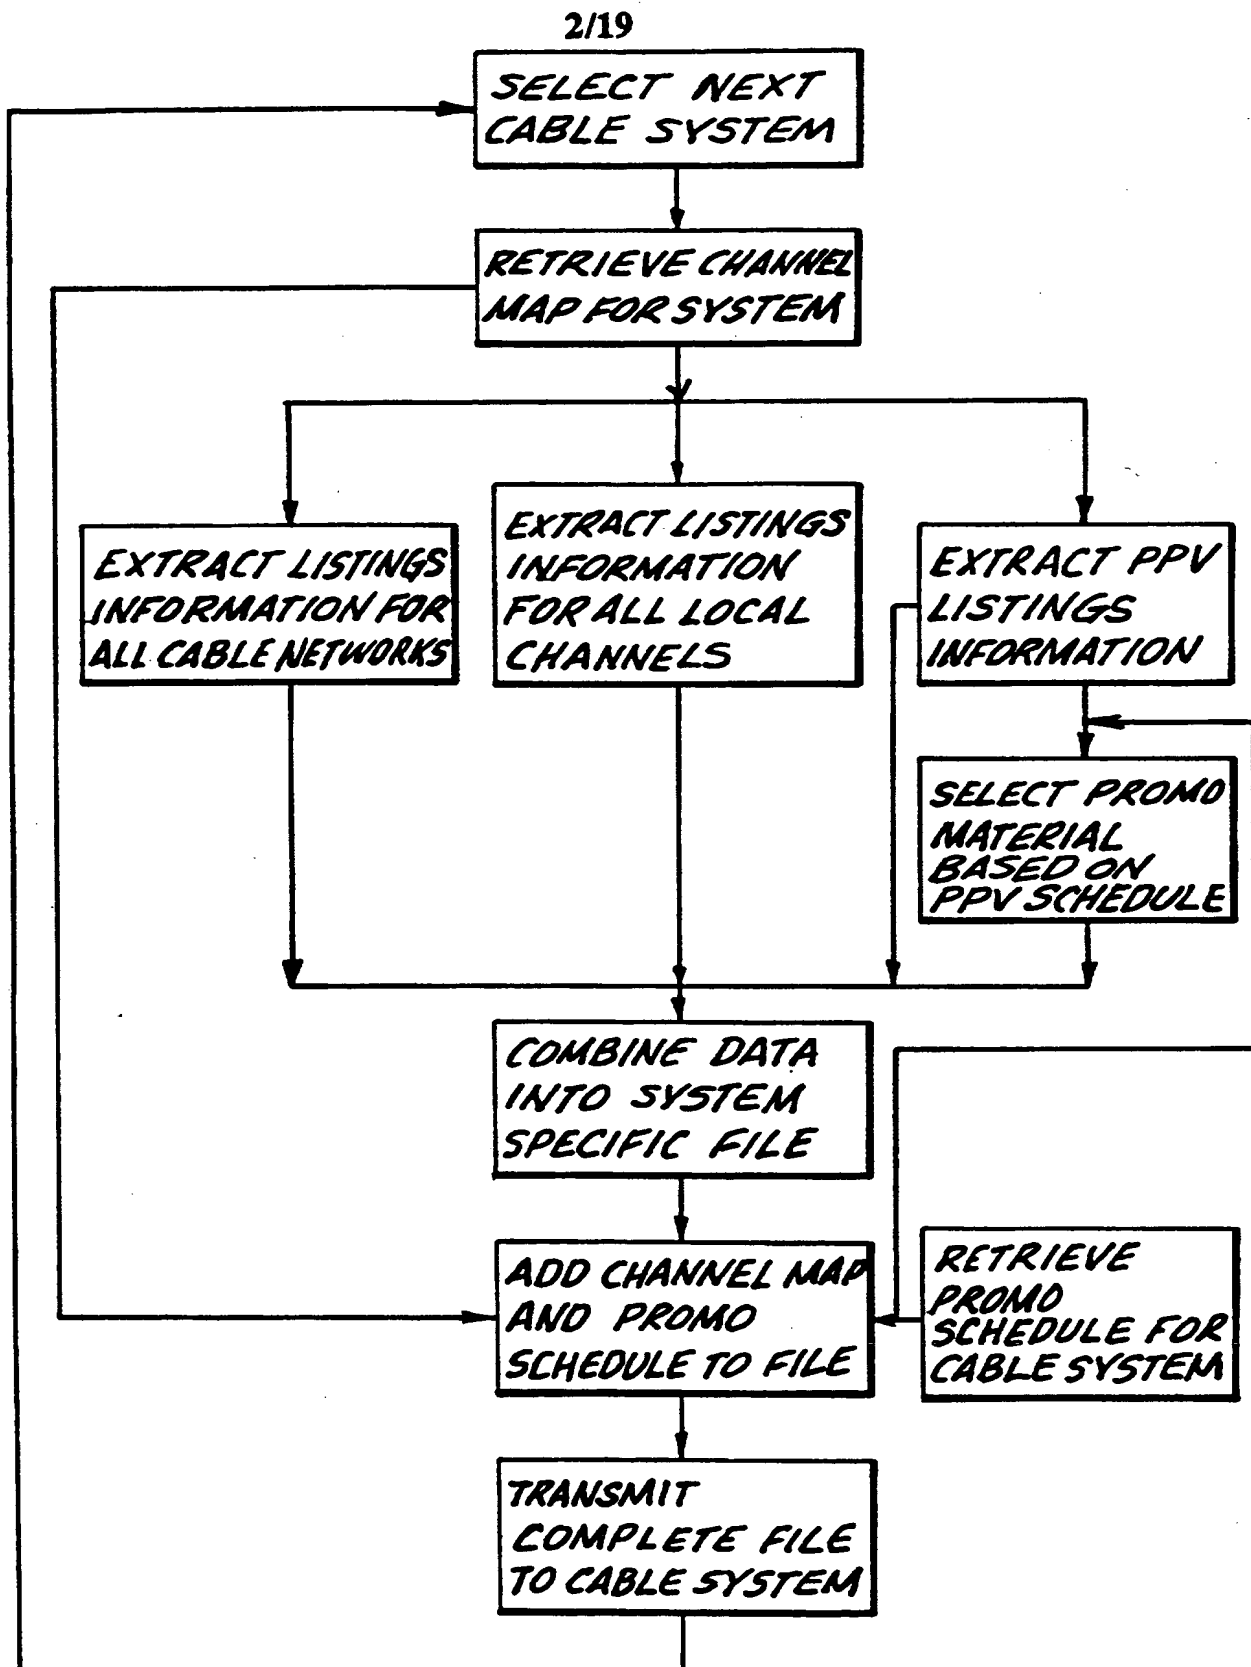 2/19
SELECT NEXT
CABLE SYSTEM
RETRIEVE CHANNEL
MAP FOR SYSTEM
EXTRACT LISTINGS
INFORMATION FOR
ALL CABLE NETWORKS
EXTRACT LISTINGS
INFORMATION
FOR ALL LOCAL
CHANNELS
EXTRACT PPV
LISTINGS
INFORMATION
SELECT PROMO
MATERIAL
BASED ON
PPV SCHEDULE
COMBINE DATA
INTO SYSTEM
SPECIFIC FILE
ADD CHANNEL MAP
AND PROMO
SCHEDULE TO FILE
RETRIEVE
PROMO
SCHEDULE FOR
CABLE SYSTEM
TRANSMIT
COMPLETE FILE
TO CABLE SYSTEM